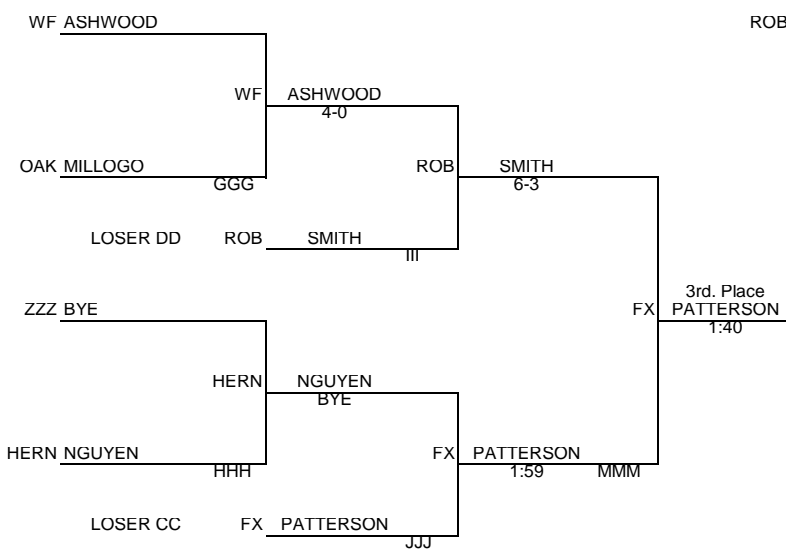 WF ASHWOOD
ROB
WF ASHWOOD
4-0
OAK MILLOGO
GGG
ROB SMITH
6-3
LOSER DD ROB SMITH
III
3rd. Place
ZZZ BYE
FX PATTERSON
1:40
HERN NGUYEN
BYE
HERN NGUYEN
HHH
FX PATTERSON
1:59 MMM
LOSER CC FX PATTERSON
JJJ